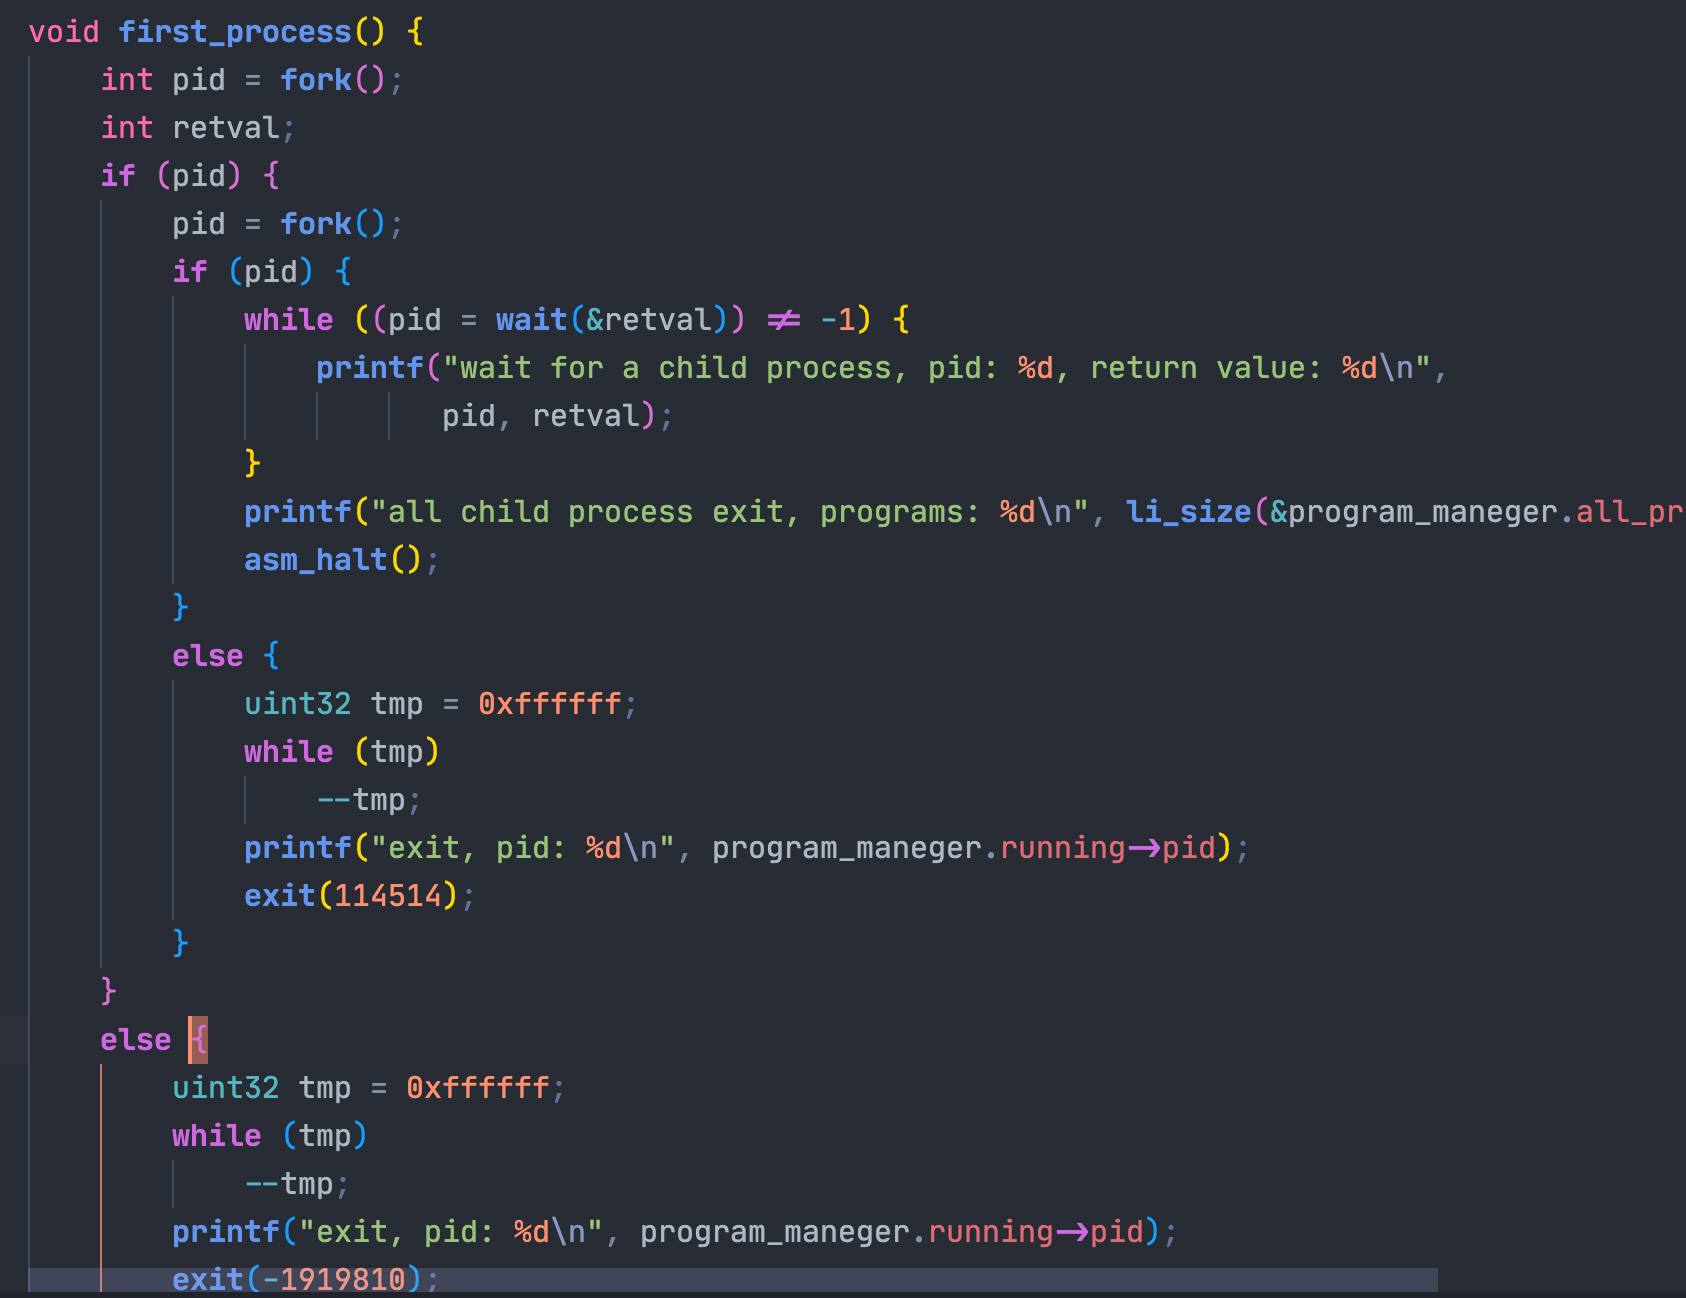 void first_process() {
    int pid = fork();
    int retval;
    if (pid) {
        pid = fork();
        if (pid) {
            while ((pid = wait(&retval)) != -1) {
                printf("wait for a child process, pid: %d, return value: %d\n",
                       pid, retval);
            }
            printf("all child process exit, programs: %d\n", li_size(&program_maneger.all_pr
            asm_halt();
        }
        else {
            uint32 tmp = 0xffffff;
            while (tmp)
                --tmp;
            printf("exit, pid: %d\n", program_maneger.running->pid);
            exit(114514);
        }
    }
    else {
        uint32 tmp = 0xffffff;
        while (tmp)
            --tmp;
        printf("exit, pid: %d\n", program_maneger.running->pid);
        exit(-1919810);